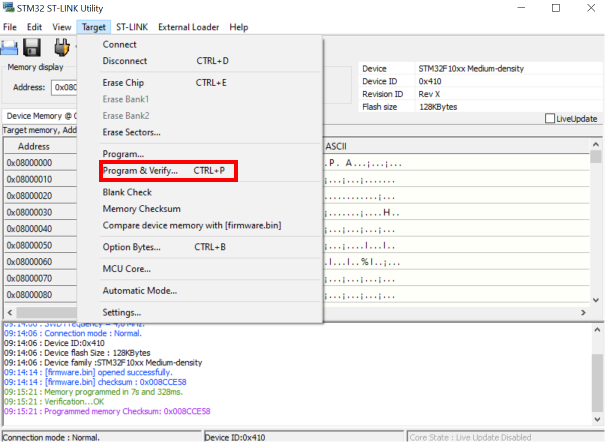 STM32 ST-LINK Utility
File Edit View Target ST-LINK External Loader Help
Connect
Disconnect CTRL+D
Erase Chip CTRL+E
Erase Bank1
Erase Bank2
Erase Sectors...
Program...
Program & Verify... CTRL+P
Blank Check
Memory Checksum
Compare device memory with [firmware.bin]
Option Bytes... CTRL+B
MCU Core...
Automatic Mode...
Settings...
Memory display
Address: 0x080
Device STM32F10xx Medium-density
Device ID 0x410
Revision ID Rev X
Flash size 128KBytes
LiveUpdate
Device Memory @ 0
Target memory, Add
Address ASCII
0x08000000 .P. A...;...;...
0x08000010 ;...;...;.......
0x08000020 ............;...
0x08000030 ;...;...;....H..
0x08000040 ;...;...;...;...
0x08000050 ;...;....I...I..
0x08000060 .I...I..%I..;...
0x08000070 ;...;...;...;...
0x08000080 ;...;...;...;...
09:14:06 : Connection mode : Normal.
09:14:06 : Device ID:0x410
09:14:06 : Device flash Size : 128KBytes
09:14:06 : Device family :STM32F10xx Medium-density
09:14:14 : [firmware.bin] opened successfully.
09:14:14 : [firmware.bin] checksum : 0x008CCE58
09:15:21 : Memory programmed in 7s and 328ms.
09:15:21 : Verification...OK
09:15:21 : Programmed memory Checksum: 0x008CCE58
Connection mode : Normal. Device ID:0x410 Core State : Live Update Disabled